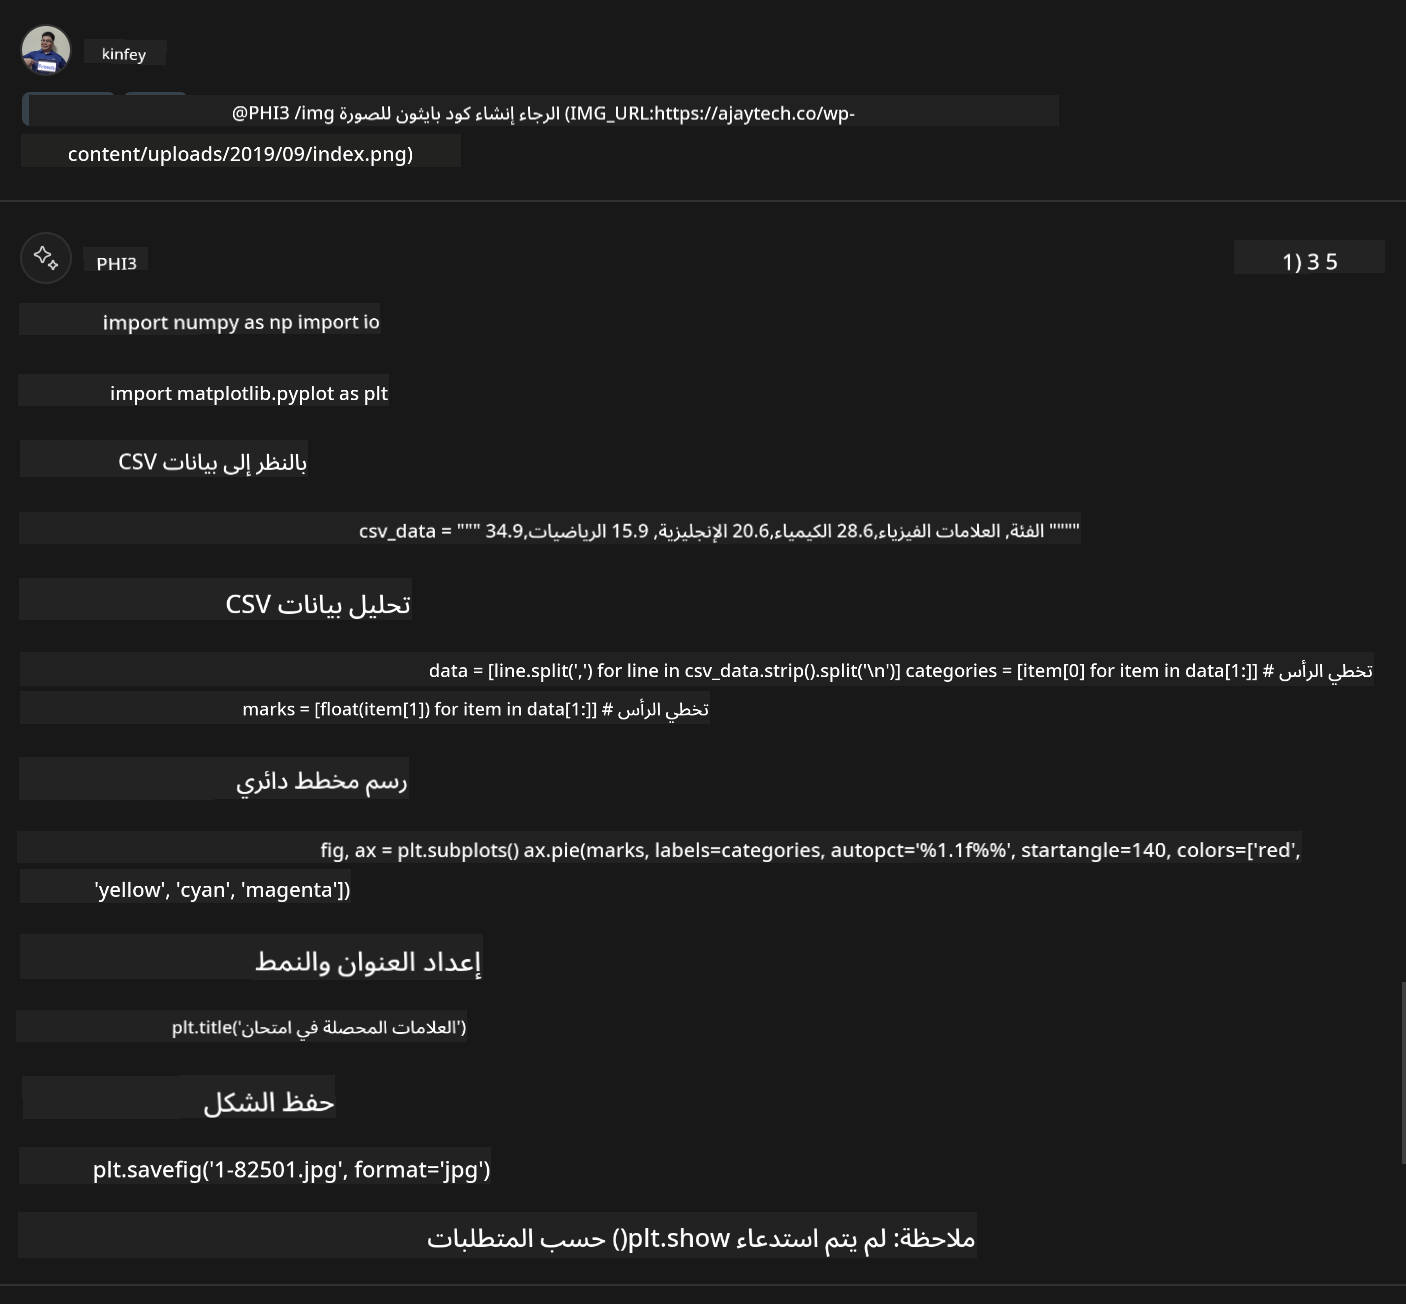 kinfey
@PHI3 /img الرجاء إنشاء كود بايثون للصورة (IMG_URL:https://ajaytech.co/wp-
content/uploads/2019/09/index.png)
PHI3
1) 3 5
import numpy as np import io
import matplotlib.pyplot as plt
بالنظر إلى بيانات CSV
csv_data = """ الفئة, العلامات الفيزياء,28.6 الكيمياء,20.6 الإنجليزية, 15.9 الرياضيات,34.9 """"
تحليل بيانات CSV
data = [line.split(',') for line in csv_data.strip().split('\n')] categories = [item[0] for item in data[1:]] # تخطي الرأس
marks = [float(item[1]) for item in data[1:]] # تخطي الرأس
رسم مخطط دائري
fig, ax = plt.subplots() ax.pie(marks, labels=categories, autopct='%1.1f%%', startangle=140, colors=['red',
'yellow', 'cyan', 'magenta'])
إعداد العنوان والنمط
plt.title('العلامات المحصلة في امتحان')
حفظ الشكل
plt.savefig('1-82501.jpg', format='jpg')
ملاحظة: لم يتم استدعاء plt.show() حسب المتطلبات